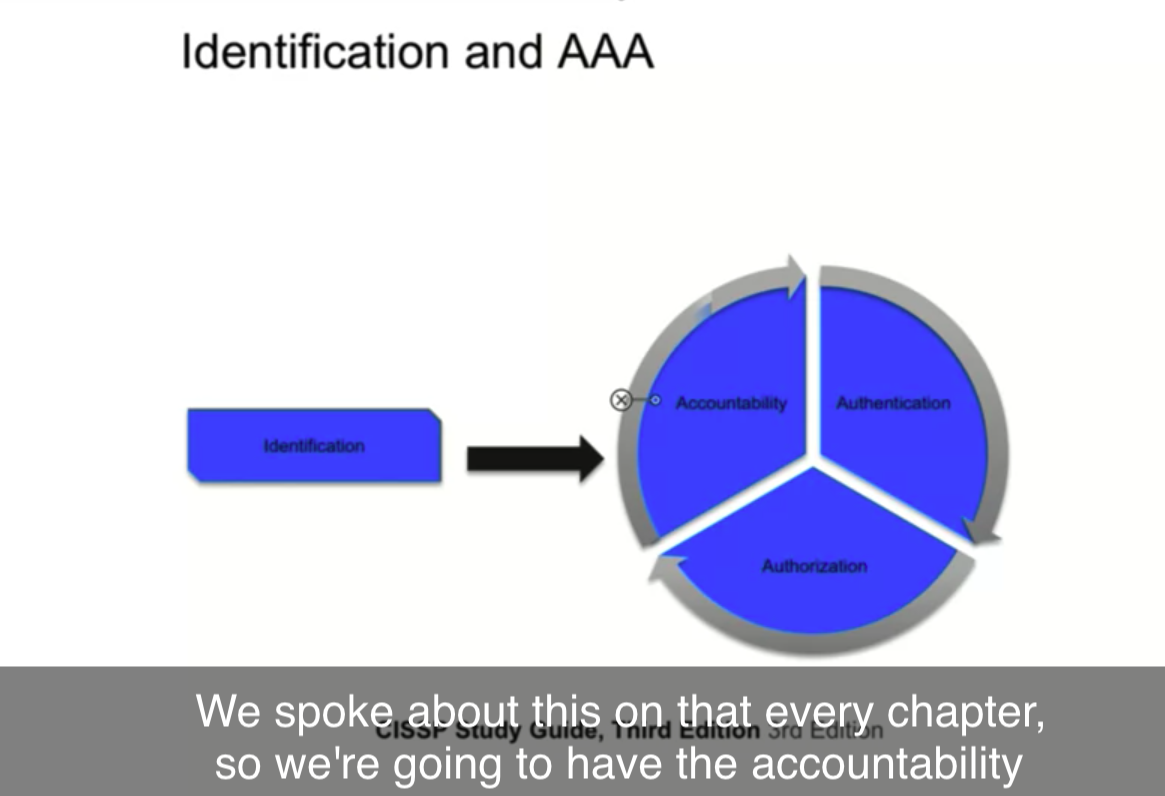 Identification and AAA
Accountability
Authentication
Identification
Authorization
We spoke about this on that every chapter,
CISSP Study Guide, Third Edition 3rd Edition
so we're going to have the accountability